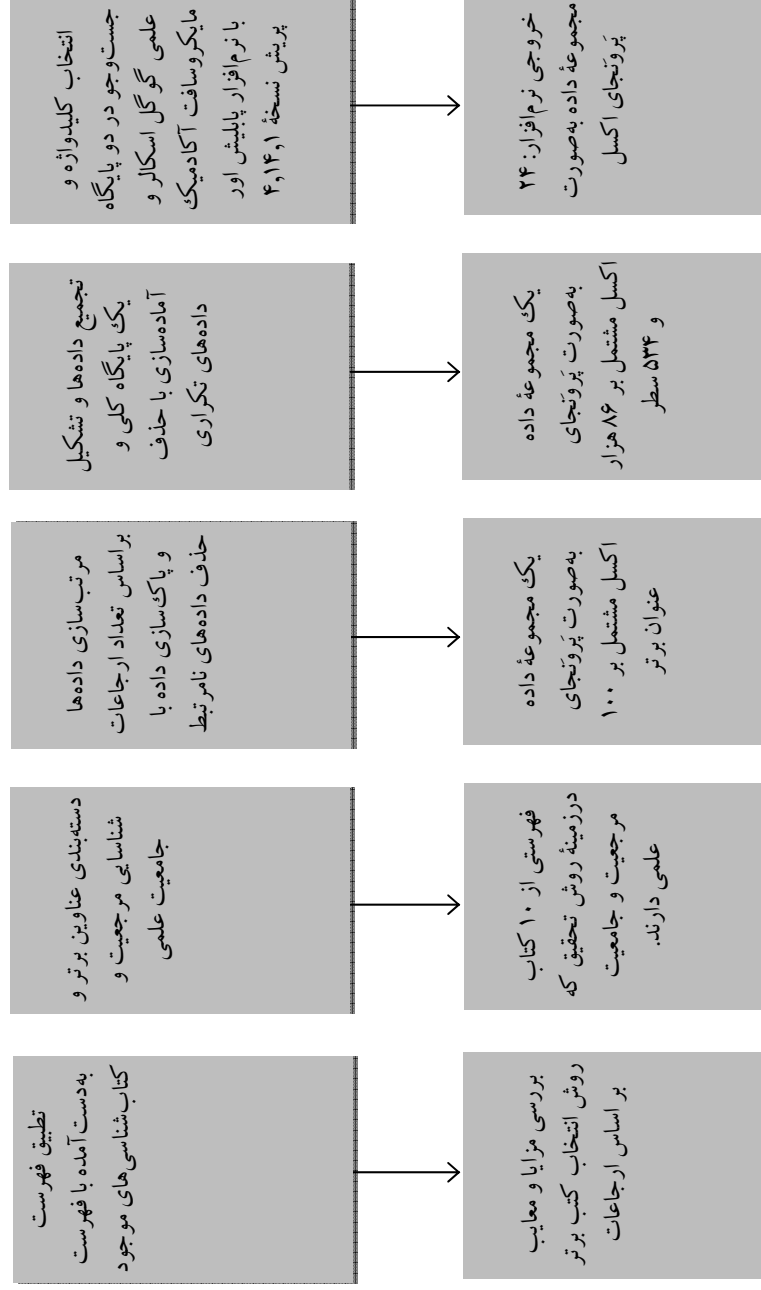 انتخاب کلیدواژه و
جست‌وجو در دو پایگاه
علمی گوگل اسکالر و
مایکروسافت آکادمیک
با نرم‌افزار پابلیش اور
پریش نسخهٔ ۴,۱۴,۱
خروجی نرم‌افزار: ۲۴
مجموعهٔ داده به‌صورت
پَروَنجای اکسل
تجمیع داده‌ها و تشکیل
یک پایگاه کلی و
آماده‌سازی با حذف
داده‌های تکراری
یک مجموعهٔ داده
به‌صورت پَروَنجای
اکسل مشتمل بر ۸۶ هزار
و ۵۳۴ سطر
مرتب‌سازی داده‌ها
براساس تعداد ارجاعات
و پاک‌سازی داده با
حذف داده‌های نامرتبط
یک مجموعهٔ داده
به‌صورت پَروَنجای
اکسل مشتمل بر ۱۰۰
عنوان برتر
دسته‌بندی عناوین برتر و
شناسایی مرجعیت و
جامعیت علمی
فهرستی از ۱۰ کتاب
درزمینهٔ روش تحقیق که
مرجعیت و جامعیت
علمی دارند.
تطبیق فهرست
به‌دست‌آمده با فهرست
کتاب‌شناسی‌های موجود
بررسی مزایا و معایب
روش انتخاب کتب برتر
بر اساس ارجاعات